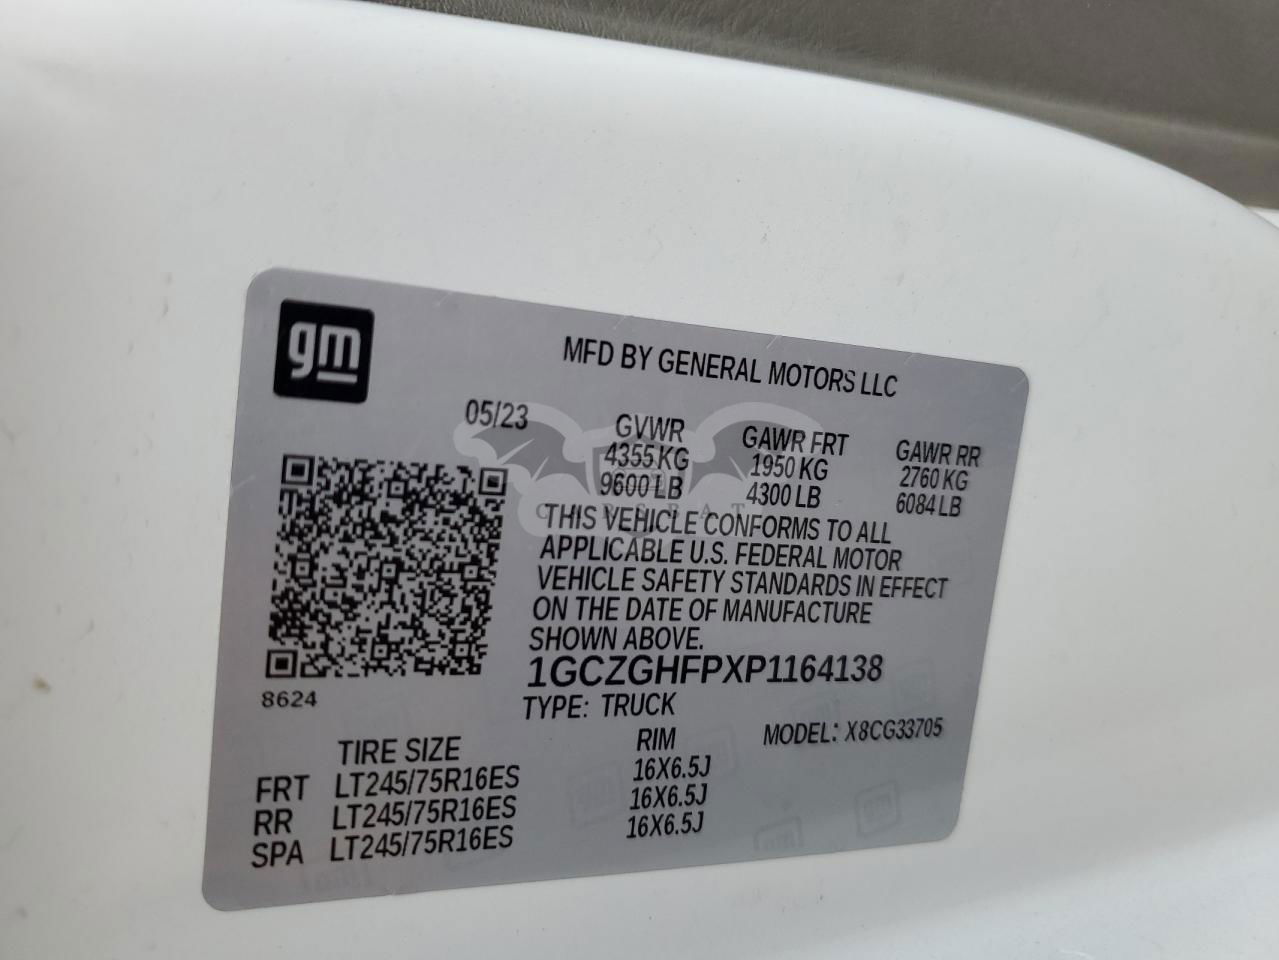 gm
MFD BY GENERAL MOTORS LLC
05/23
GVWR GAWR FRT GAWR RR
4355 KG 1950 KG 2760 KG
9600 LB 4300 LB 6084 LB
CARSBAT
THIS VEHICLE CONFORMS TO ALL
APPLICABLE U.S. FEDERAL MOTOR
VEHICLE SAFETY STANDARDS IN EFFECT
ON THE DATE OF MANUFACTURE
SHOWN ABOVE.
1GCZGHFPXP1164138
8624
TYPE: TRUCK
MODEL: X8CG33705
TIRE SIZE RIM
FRT LT245/75R16ES 16X6.5J
RR LT245/75R16ES 16X6.5J
SPA LT245/75R16ES 16X6.5J